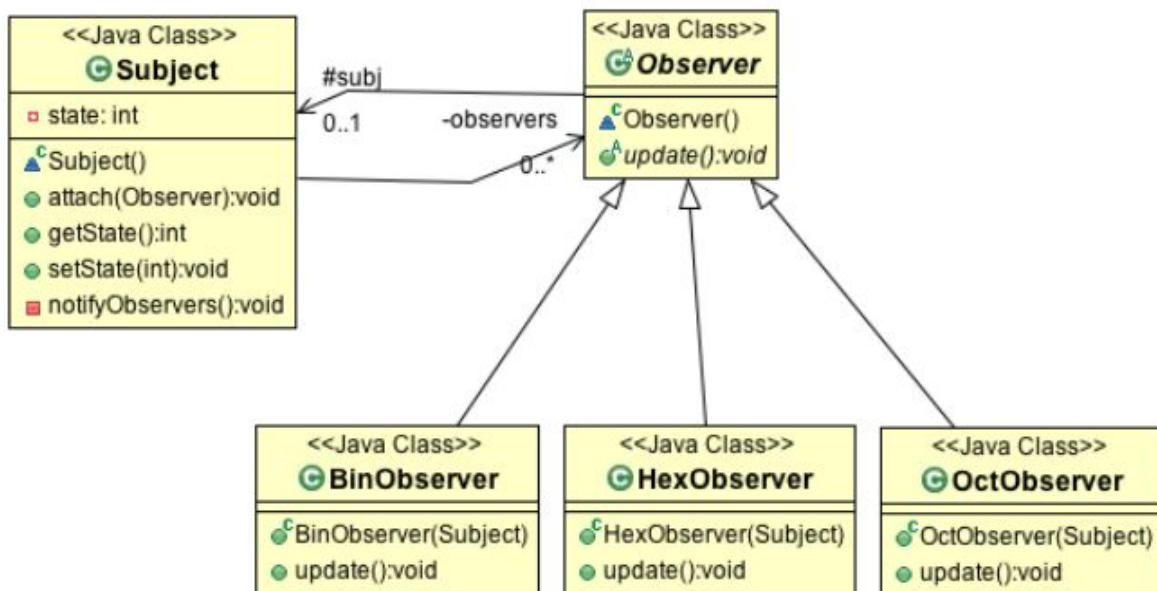 <<Java Class>>
Subject
state: int
Subject()
attach(Observer):void
getState():int
setState(int):void
notifyObservers():void
#subj
0..1
-observers
0..*
<<Java Class>>
Observer
Observer()
update():void
<<Java Class>>
BinObserver
BinObserver(Subject)
update():void
<<Java Class>>
HexObserver
HexObserver(Subject)
update():void
<<Java Class>>
OctObserver
OctObserver(Subject)
update():void